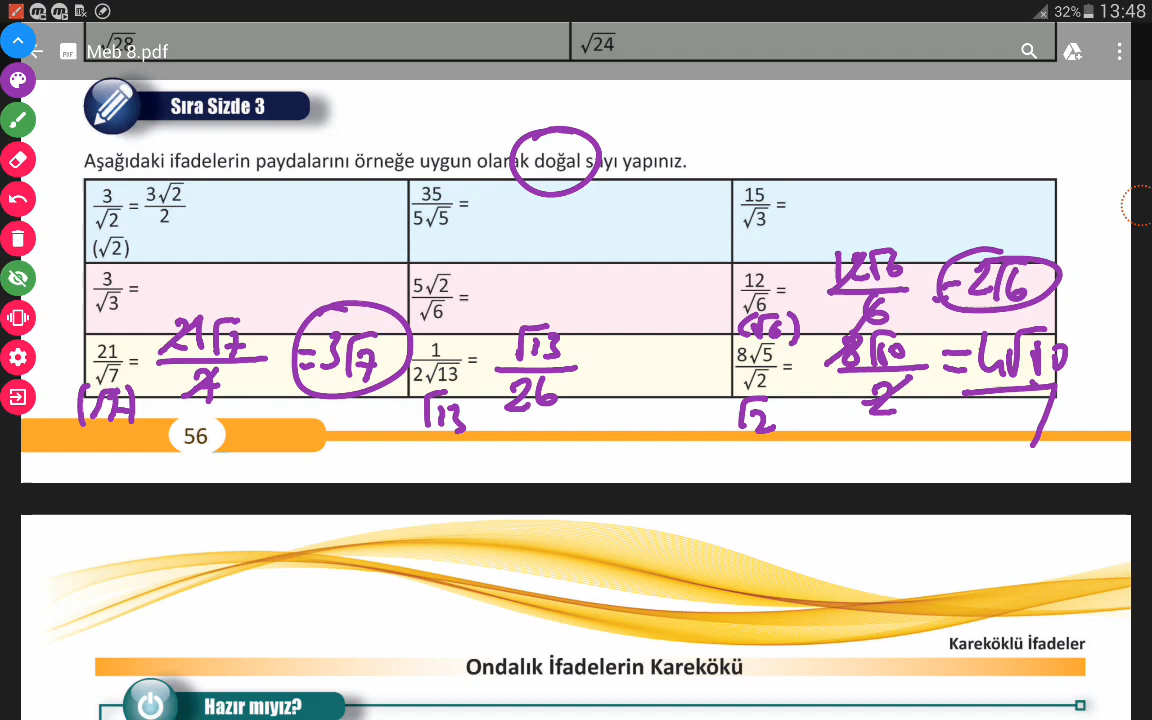 32% 13:48
√28
√24
Meb 8.pdf
Sıra Sizde 3
Aşağıdaki ifadelerin paydalarını örneğe uygun olarak doğal sayı yapınız.
3/√2 = 3√2/2
(√2)
35/5√5 =
15/√3 =
3/√3 =
5√2/√6 =
12/√6 = 12√6/6 = 2√6
(√6)
21/√7 = 21√7/7 = 3√7
(√7)
1/2√13 = √13/26
√13
8√5/√2 = 8√10/2 = 4√10
√2
56
Kareköklü İfadeler
Ondalık İfadelerin Karekökü
Hazır mıyız?